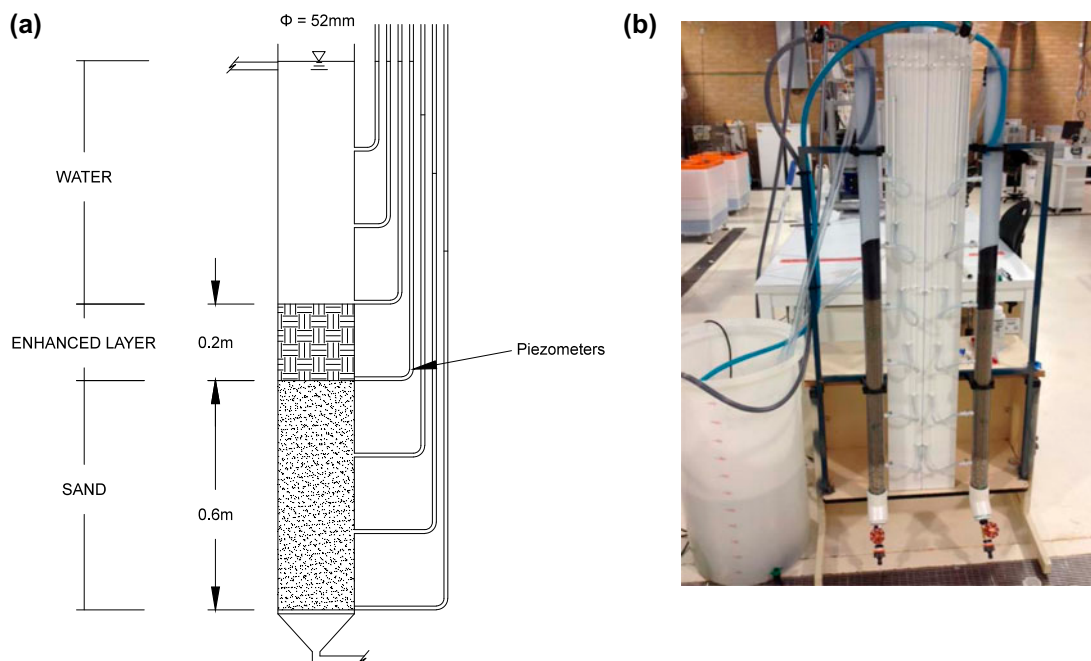 (a)
Φ = 52mm
(b)
WATER
ENHANCED LAYER
0.2m
Piezometers
SAND
0.6m